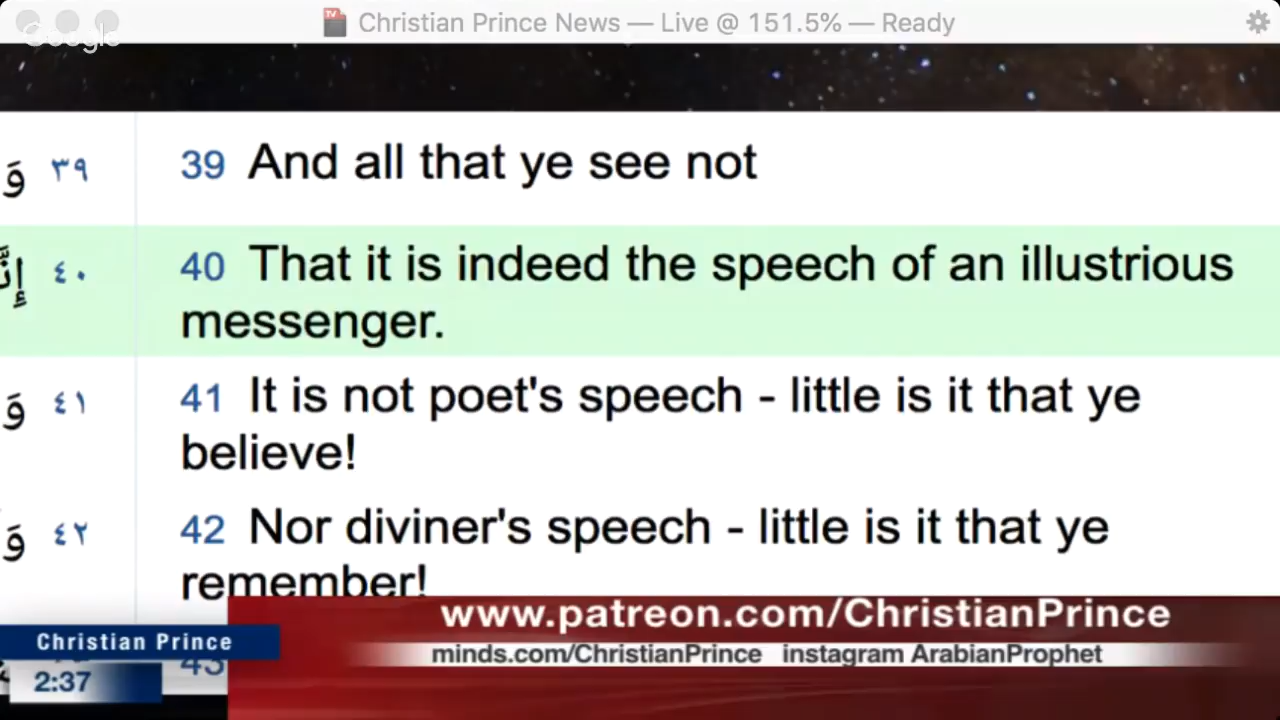 Christian Prince News — Live @ 151.5% — Ready
Google
٣٩ 39 And all that ye see not
٤٠ 40 That it is indeed the speech of an illustrious
messenger.
٤١ 41 It is not poet's speech - little is it that ye
believe!
٤٢ 42 Nor diviner's speech - little is it that ye
remember!
43
www.patreon.com/ChristianPrince
Christian Prince
minds.com/ChristianPrince instagram ArabianProphet
2:37